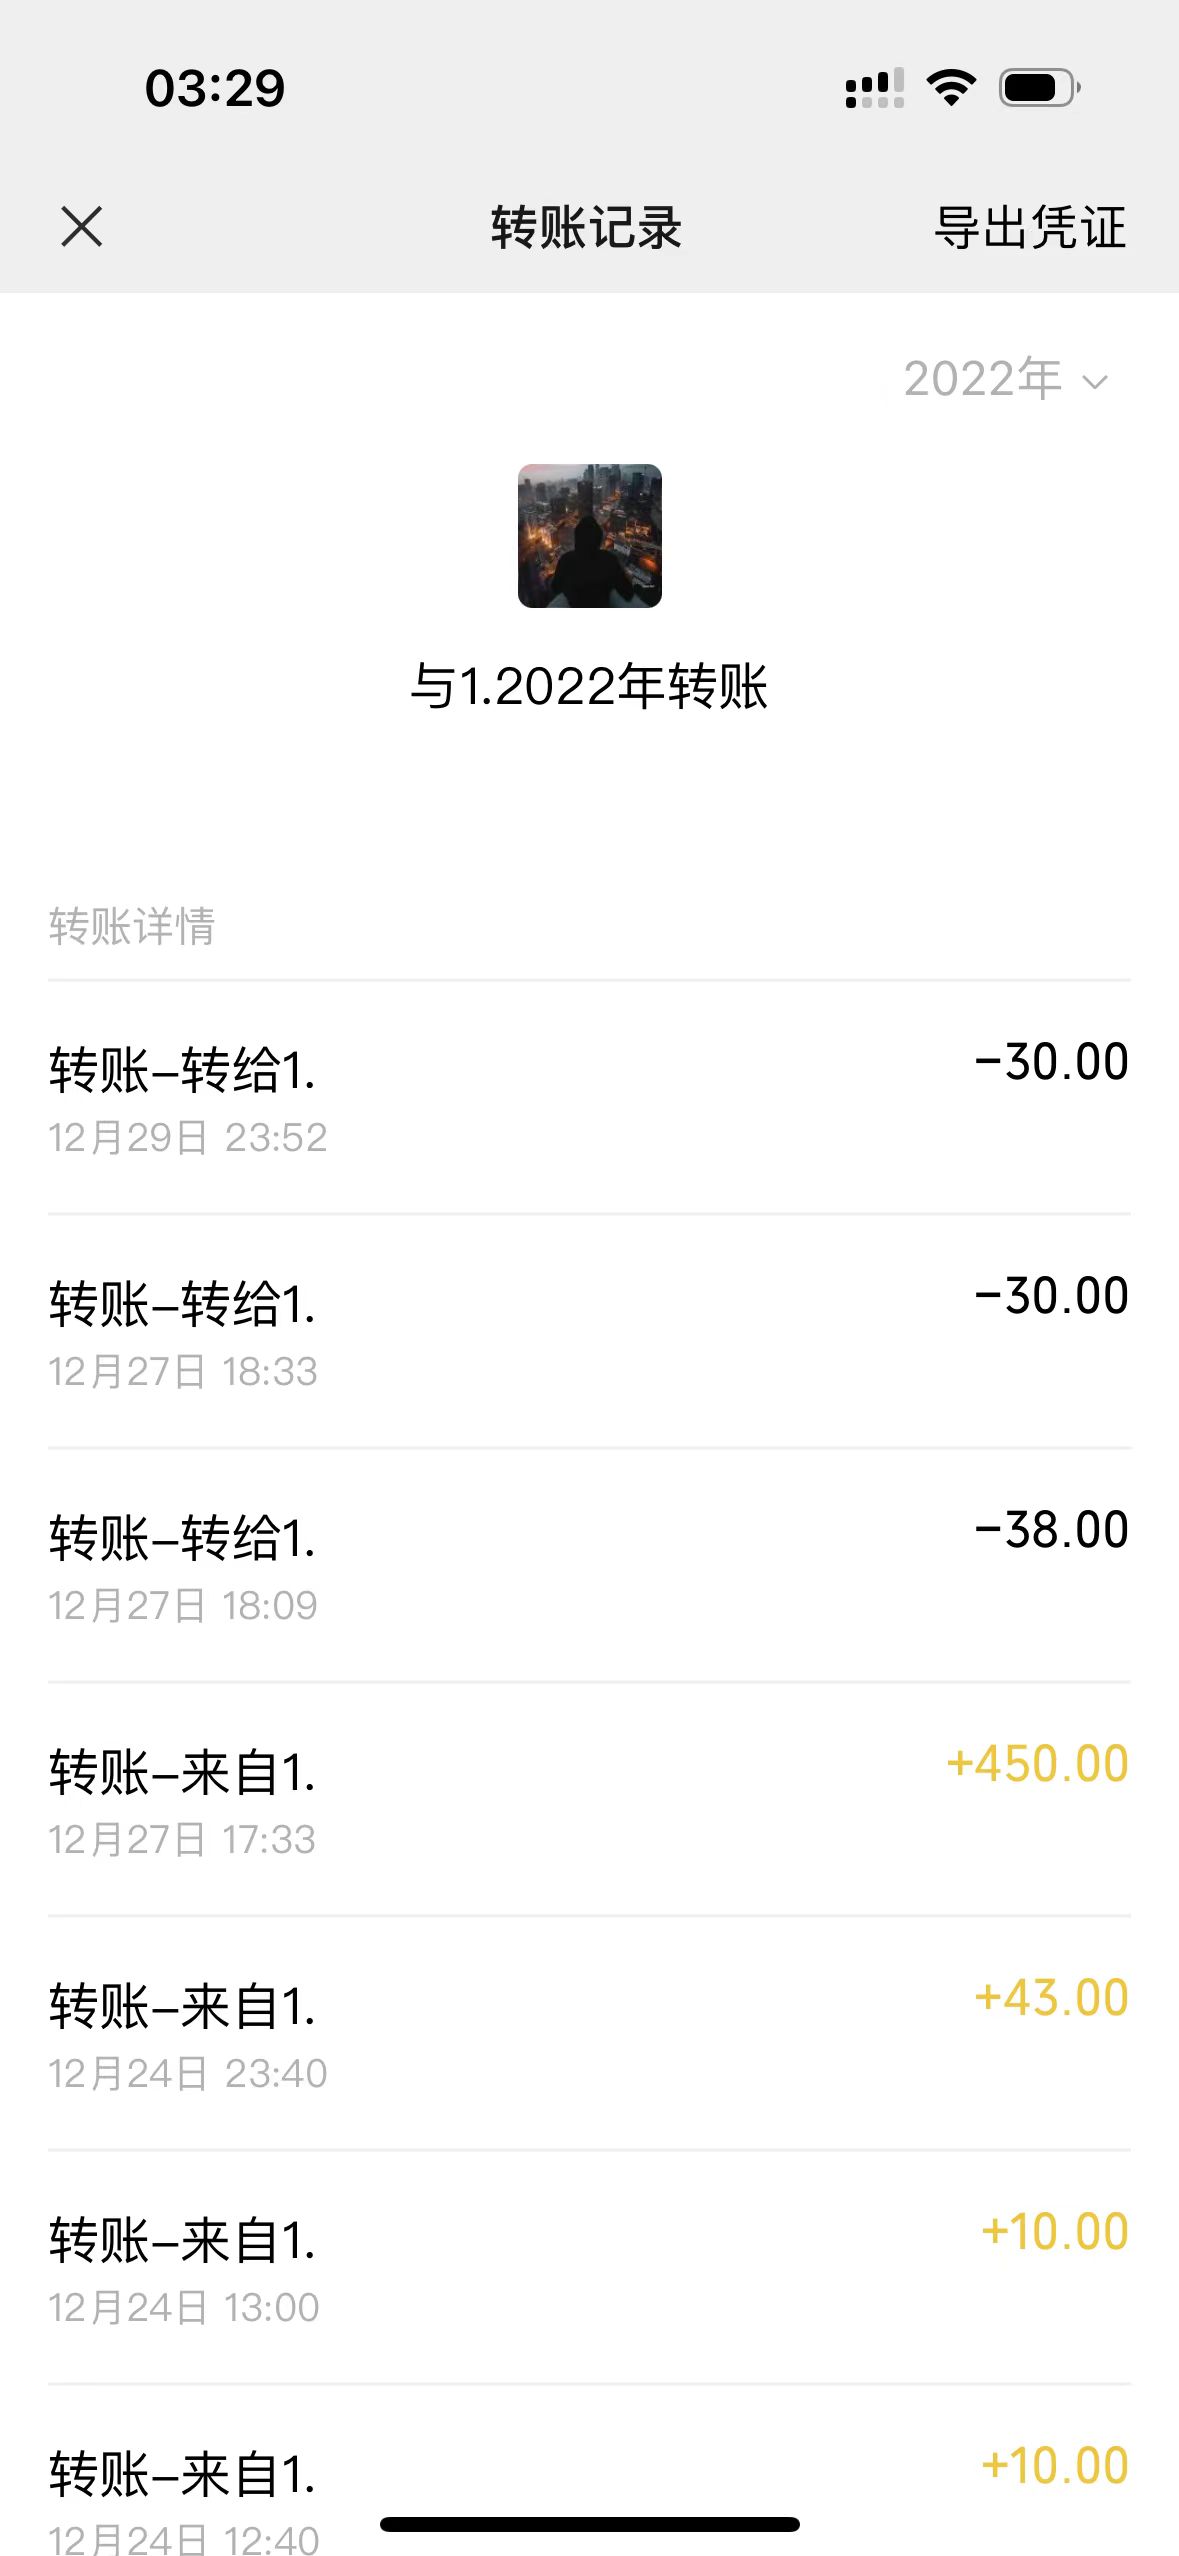 03:29
转账记录
导出凭证
2022年
与1.2022年转账
转账详情
转账-转给1.
-30.00
12月29日 23:52
转账-转给1.
-30.00
12月27日 18:33
转账-转给1.
-38.00
12月27日 18:09
转账-来自1.
+450.00
12月27日 17:33
转账-来自1.
+43.00
12月24日 23:40
转账-来自1.
+10.00
12月24日 13:00
转账-来自1.
+10.00
12月24日 12:40